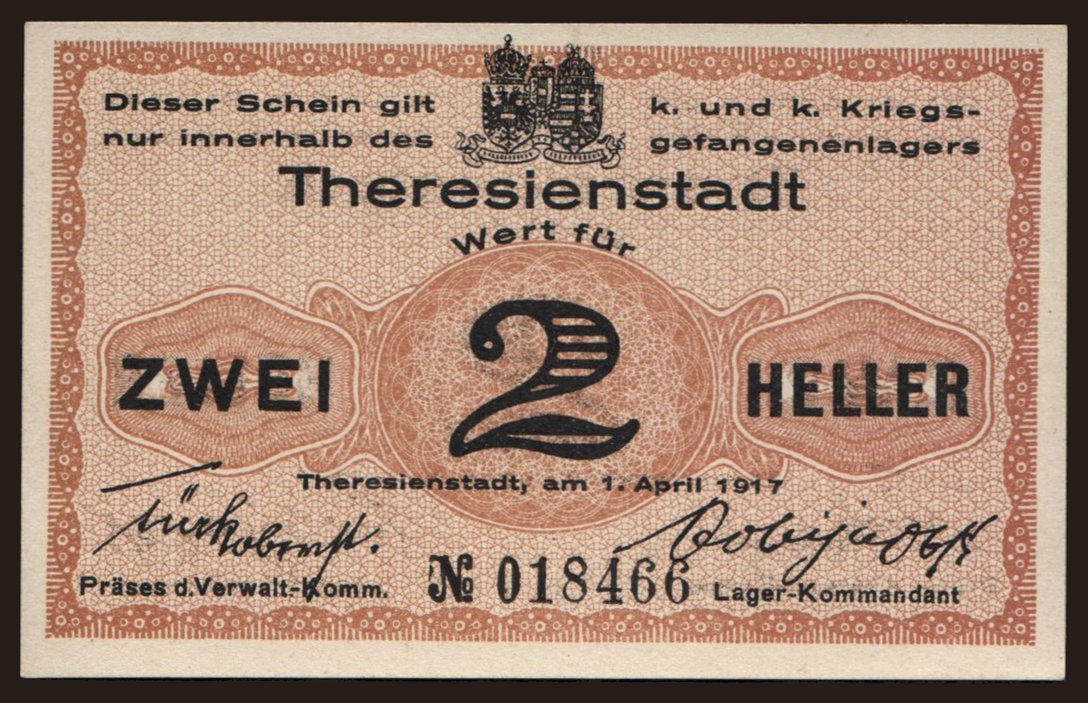 Dieser Schein gilt k. und k. Kriegs-
nur innerhalb des gefangenenlagers
Theresienstadt
Wert für
2
ZWEI HELLER
Theresienstadt, am 1. April 1917
№ 018466
Präses d. Verwalt.-Komm. Lager-Kommandant